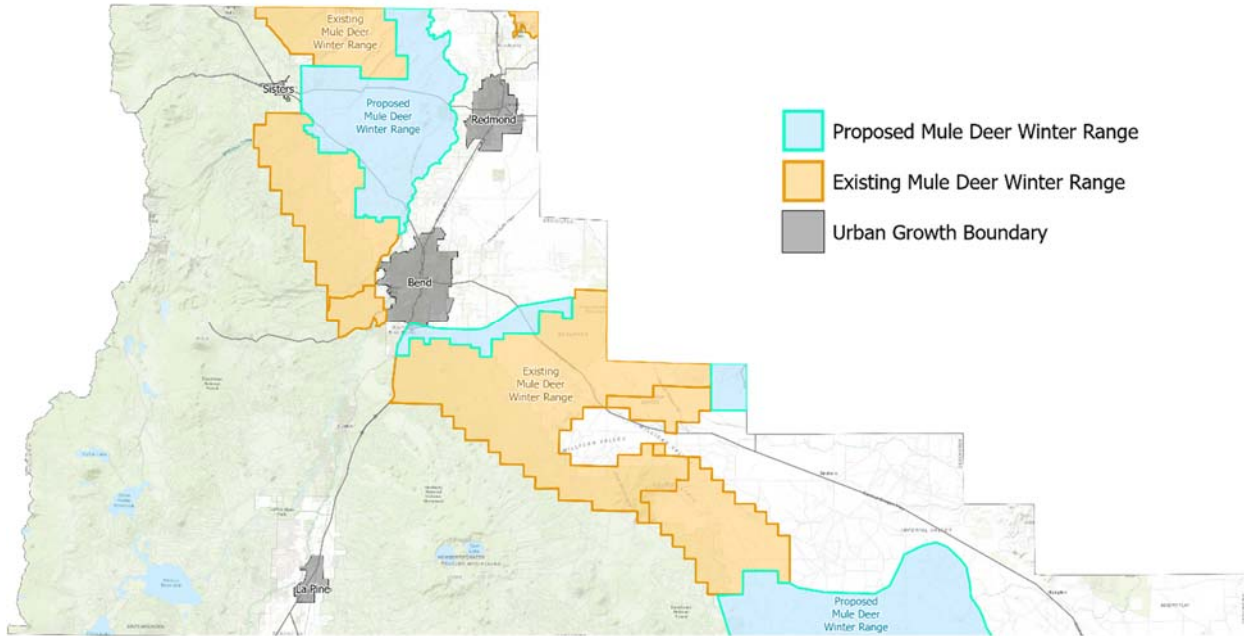 Existing
Mule Deer
Winter Range
Sisters
Proposed
Mule Deer
Winter Range
Redmond
Proposed Mule Deer Winter Range
Existing Mule Deer Winter Range
Urban Growth Boundary
Bend
Existing
Mule Deer
Winter Range
MILLICAN VALLEY
La Pine
Proposed
Mule Deer
Winter Range